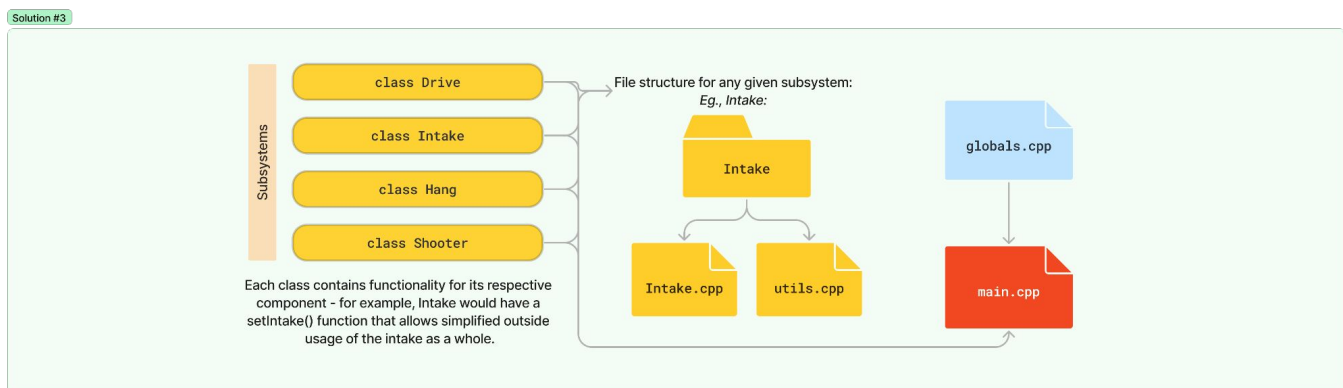 Solution #3
Subsystems
class Drive
class Intake
class Hang
class Shooter
Each class contains functionality for its respective
component - for example, Intake would have a
setIntake() function that allows simplified outside
usage of the intake as a whole.
File structure for any given subsystem:
Eg., Intake:
Intake
Intake.cpp
utils.cpp
globals.cpp
main.cpp